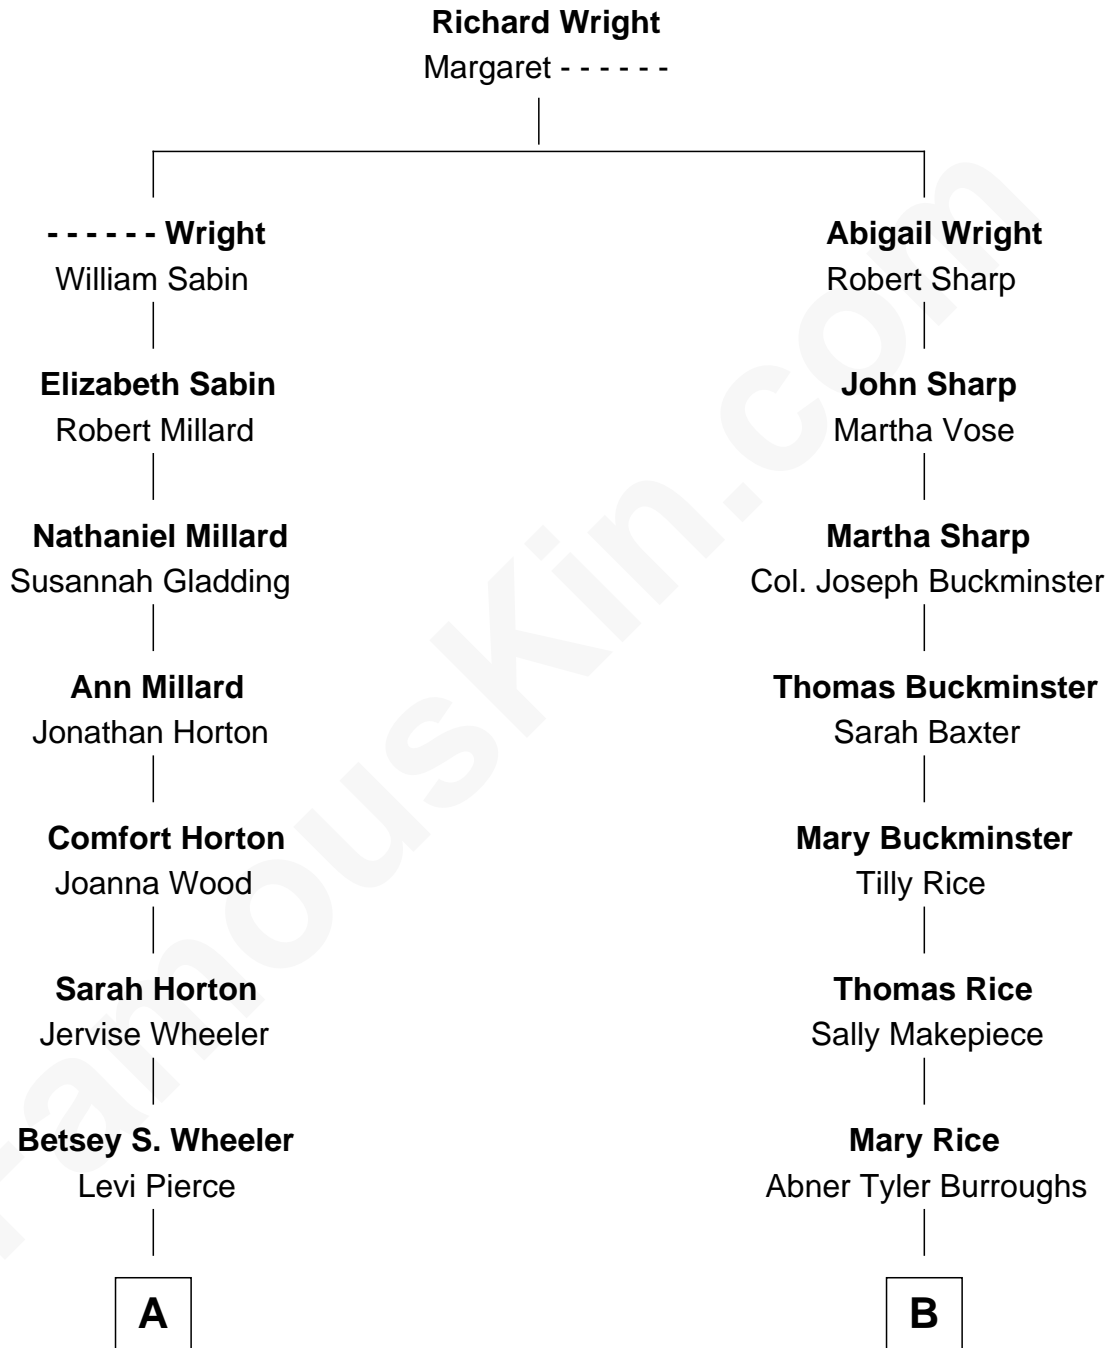 Richard Wright
Margaret - - - - - -
- - - - - - Wright
William Sabin
Abigail Wright
Robert Sharp
Elizabeth Sabin
Robert Millard
John Sharp
Martha Vose
Nathaniel Millard
Susannah Gladding
Martha Sharp
Col. Joseph Buckminster
Ann Millard
Jonathan Horton
Thomas Buckminster
Sarah Baxter
Comfort Horton
Joanna Wood
Mary Buckminster
Tilly Rice
Sarah Horton
Jervise Wheeler
Thomas Rice
Sally Makepiece
Betsey S. Wheeler
Levi Pierce
Mary Rice
Abner Tyler Burroughs
A
B
FamousKin.com